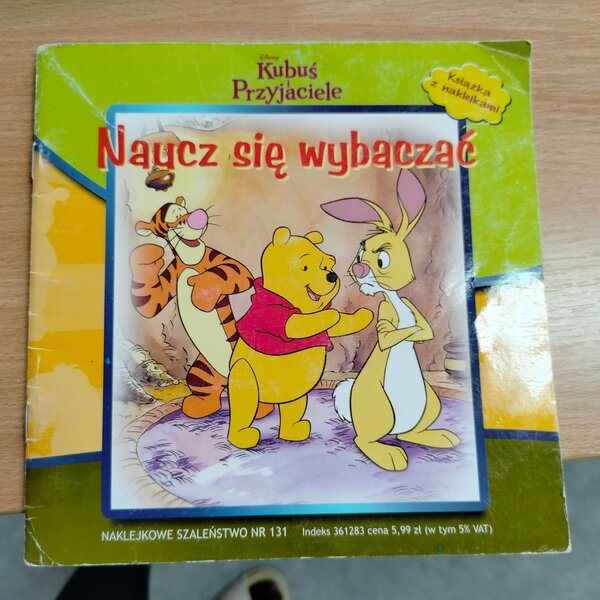 Disney
Kubuś
i
Przyjaciele
Książka
z naklejkami
Naucz się wybaczać
NAKLEJKOWE SZALEŃSTWO NR 131 Indeks 361283 cena 5,99 zł (w tym 5% VAT)